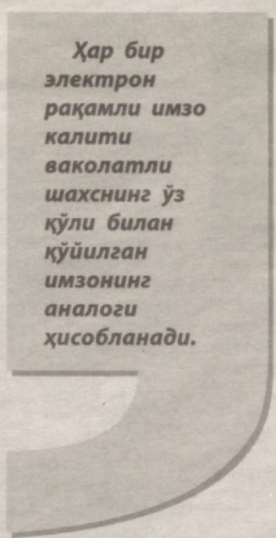 Ҳар бир
электрон
рақамли имзо
калити
ваколатли
шахснинг ўз
қўли билан
қўйилган
имзонинг
аналоги
ҳисобланади.